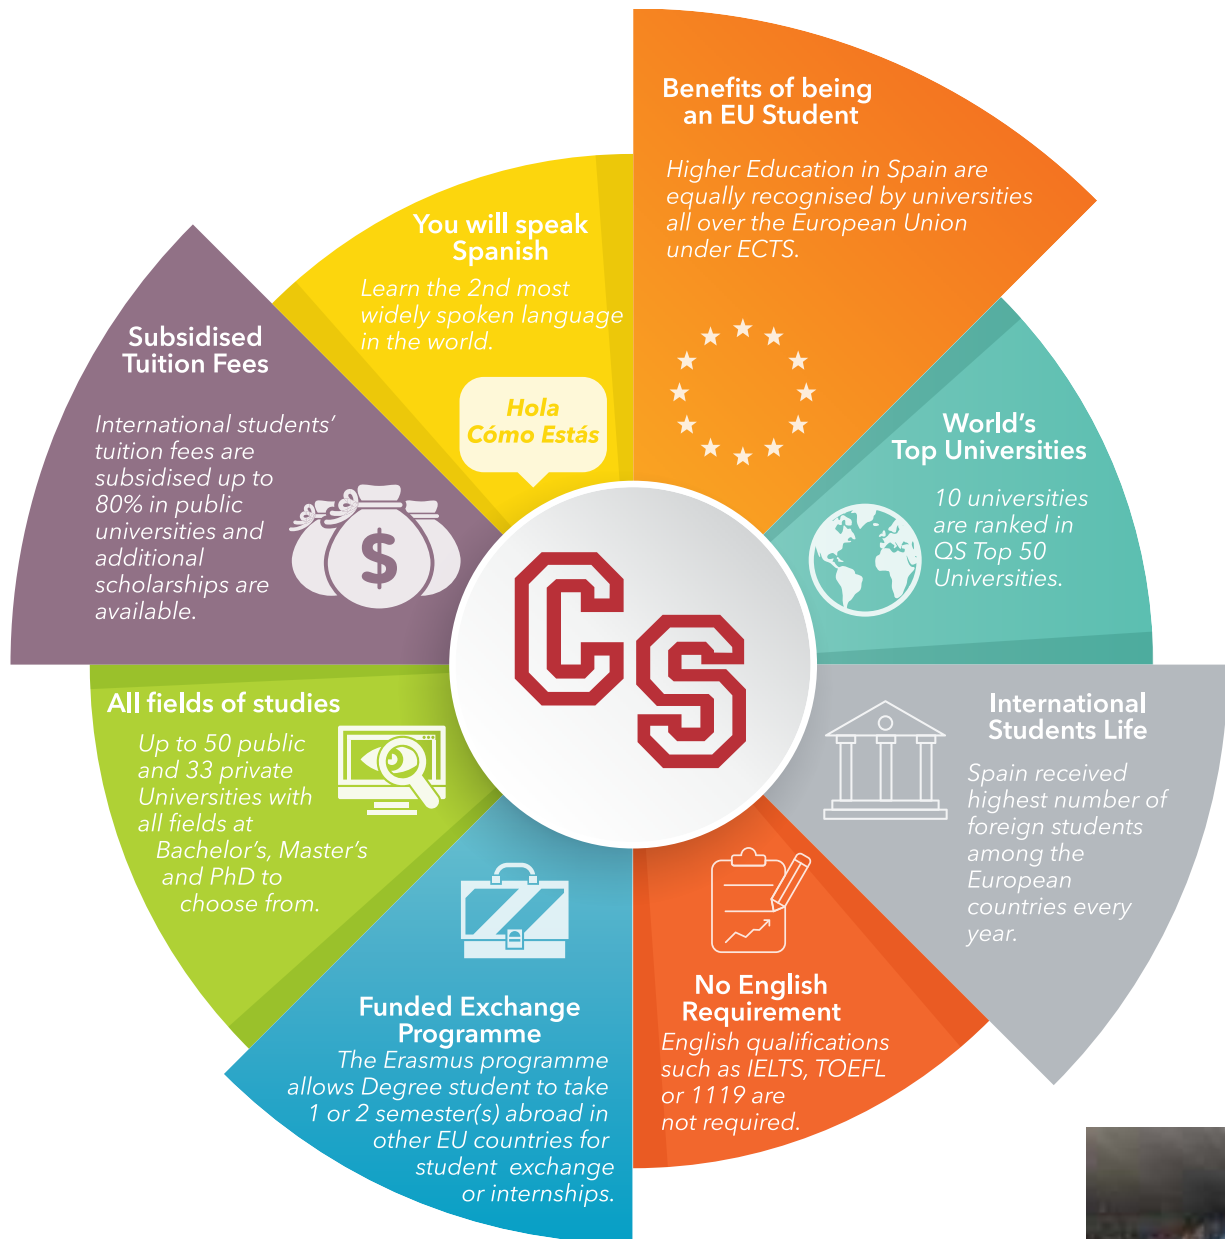 Benefits of being
an EU Student
Higher Education in Spain are
equally recognised by universities
all over the European Union
under ECTS.
World's
Top Universities
10 universities
are ranked in
QS Top 50
Universities.
International
Students Life
Spain received
highest number of
foreign students
among the
European
countries every
year.
No English
Requirement
English qualifications
such as IELTS, TOEFL
or 1119 are
not required.
Funded Exchange
Programme
The Erasmus programme
allows Degree student to take
1 or 2 semester(s) abroad in
other EU countries for
student exchange
or internships.
All fields of studies
Up to 50 public
and 33 private
Universities with
all fields at
Bachelor's, Master's
and PhD to
choose from.
Subsidised
Tuition Fees
International students'
tuition fees are
subsidised up to
80% in public
universities and
additional
scholarships are
available.
$
You will speak
Spanish
Learn the 2nd most
widely spoken language
in the world.
Hola
Cómo Estás
CS